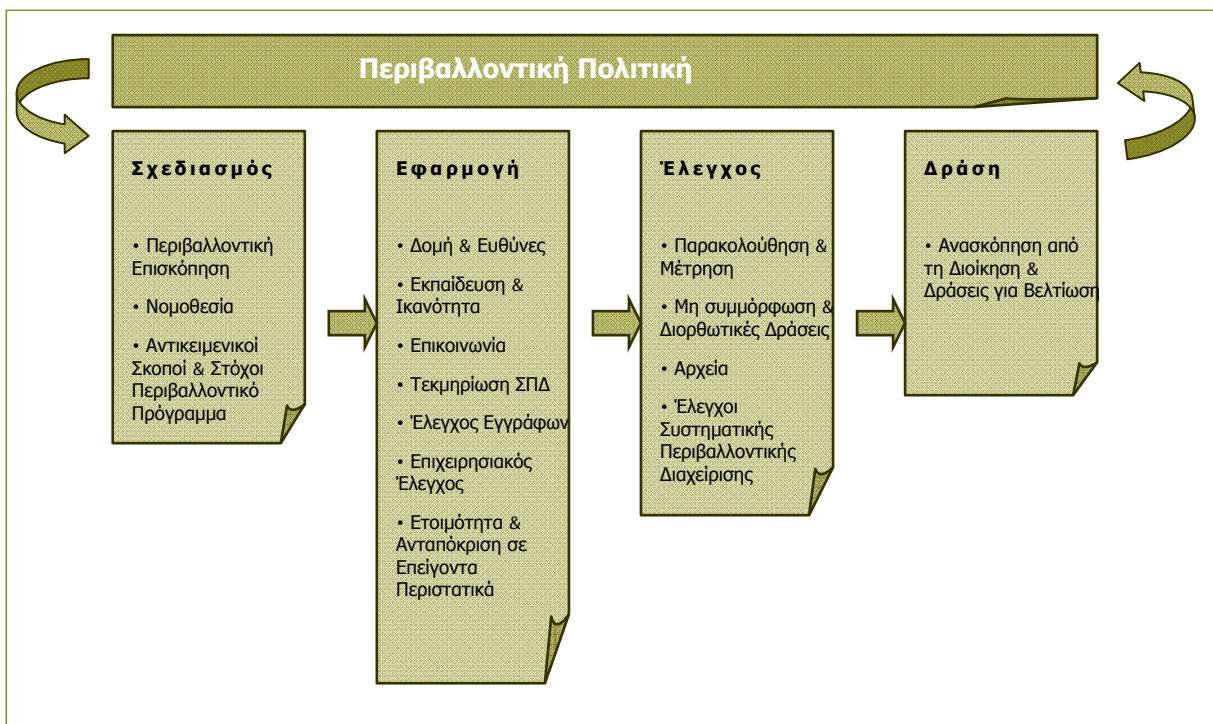 Περιβαλλοντική Πολιτική
Σχεδιασμός
• Περιβαλλοντική
Επισκόπηση
• Νομοθεσία
• Αντικειμενικοί
Σκοποί & Στόχοι
Περιβαλλοντικό
Πρόγραμμα
Εφαρμογή
• Δομή & Ευθύνες
• Εκπαίδευση &
Ικανότητα
• Επικοινωνία
• Τεκμηρίωση ΣΠΔ
• Έλεγχος Εγγράφων
• Επιχειρησιακός
Έλεγχος
• Ετοιμότητα &
Ανταπόκριση σε
Επείγοντα
Περιστατικά
Έλεγχος
• Παρακολούθηση &
Μέτρηση
• Μη συμμόρφωση &
Διορθωτικές Δράσεις
• Αρχεία
• Έλεγχοι
Συστηματικής
Περιβαλλοντικής
Διαχείρισης
Δράση
• Ανασκόπηση από
τη Διοίκηση &
Δράσεις για Βελτίωση